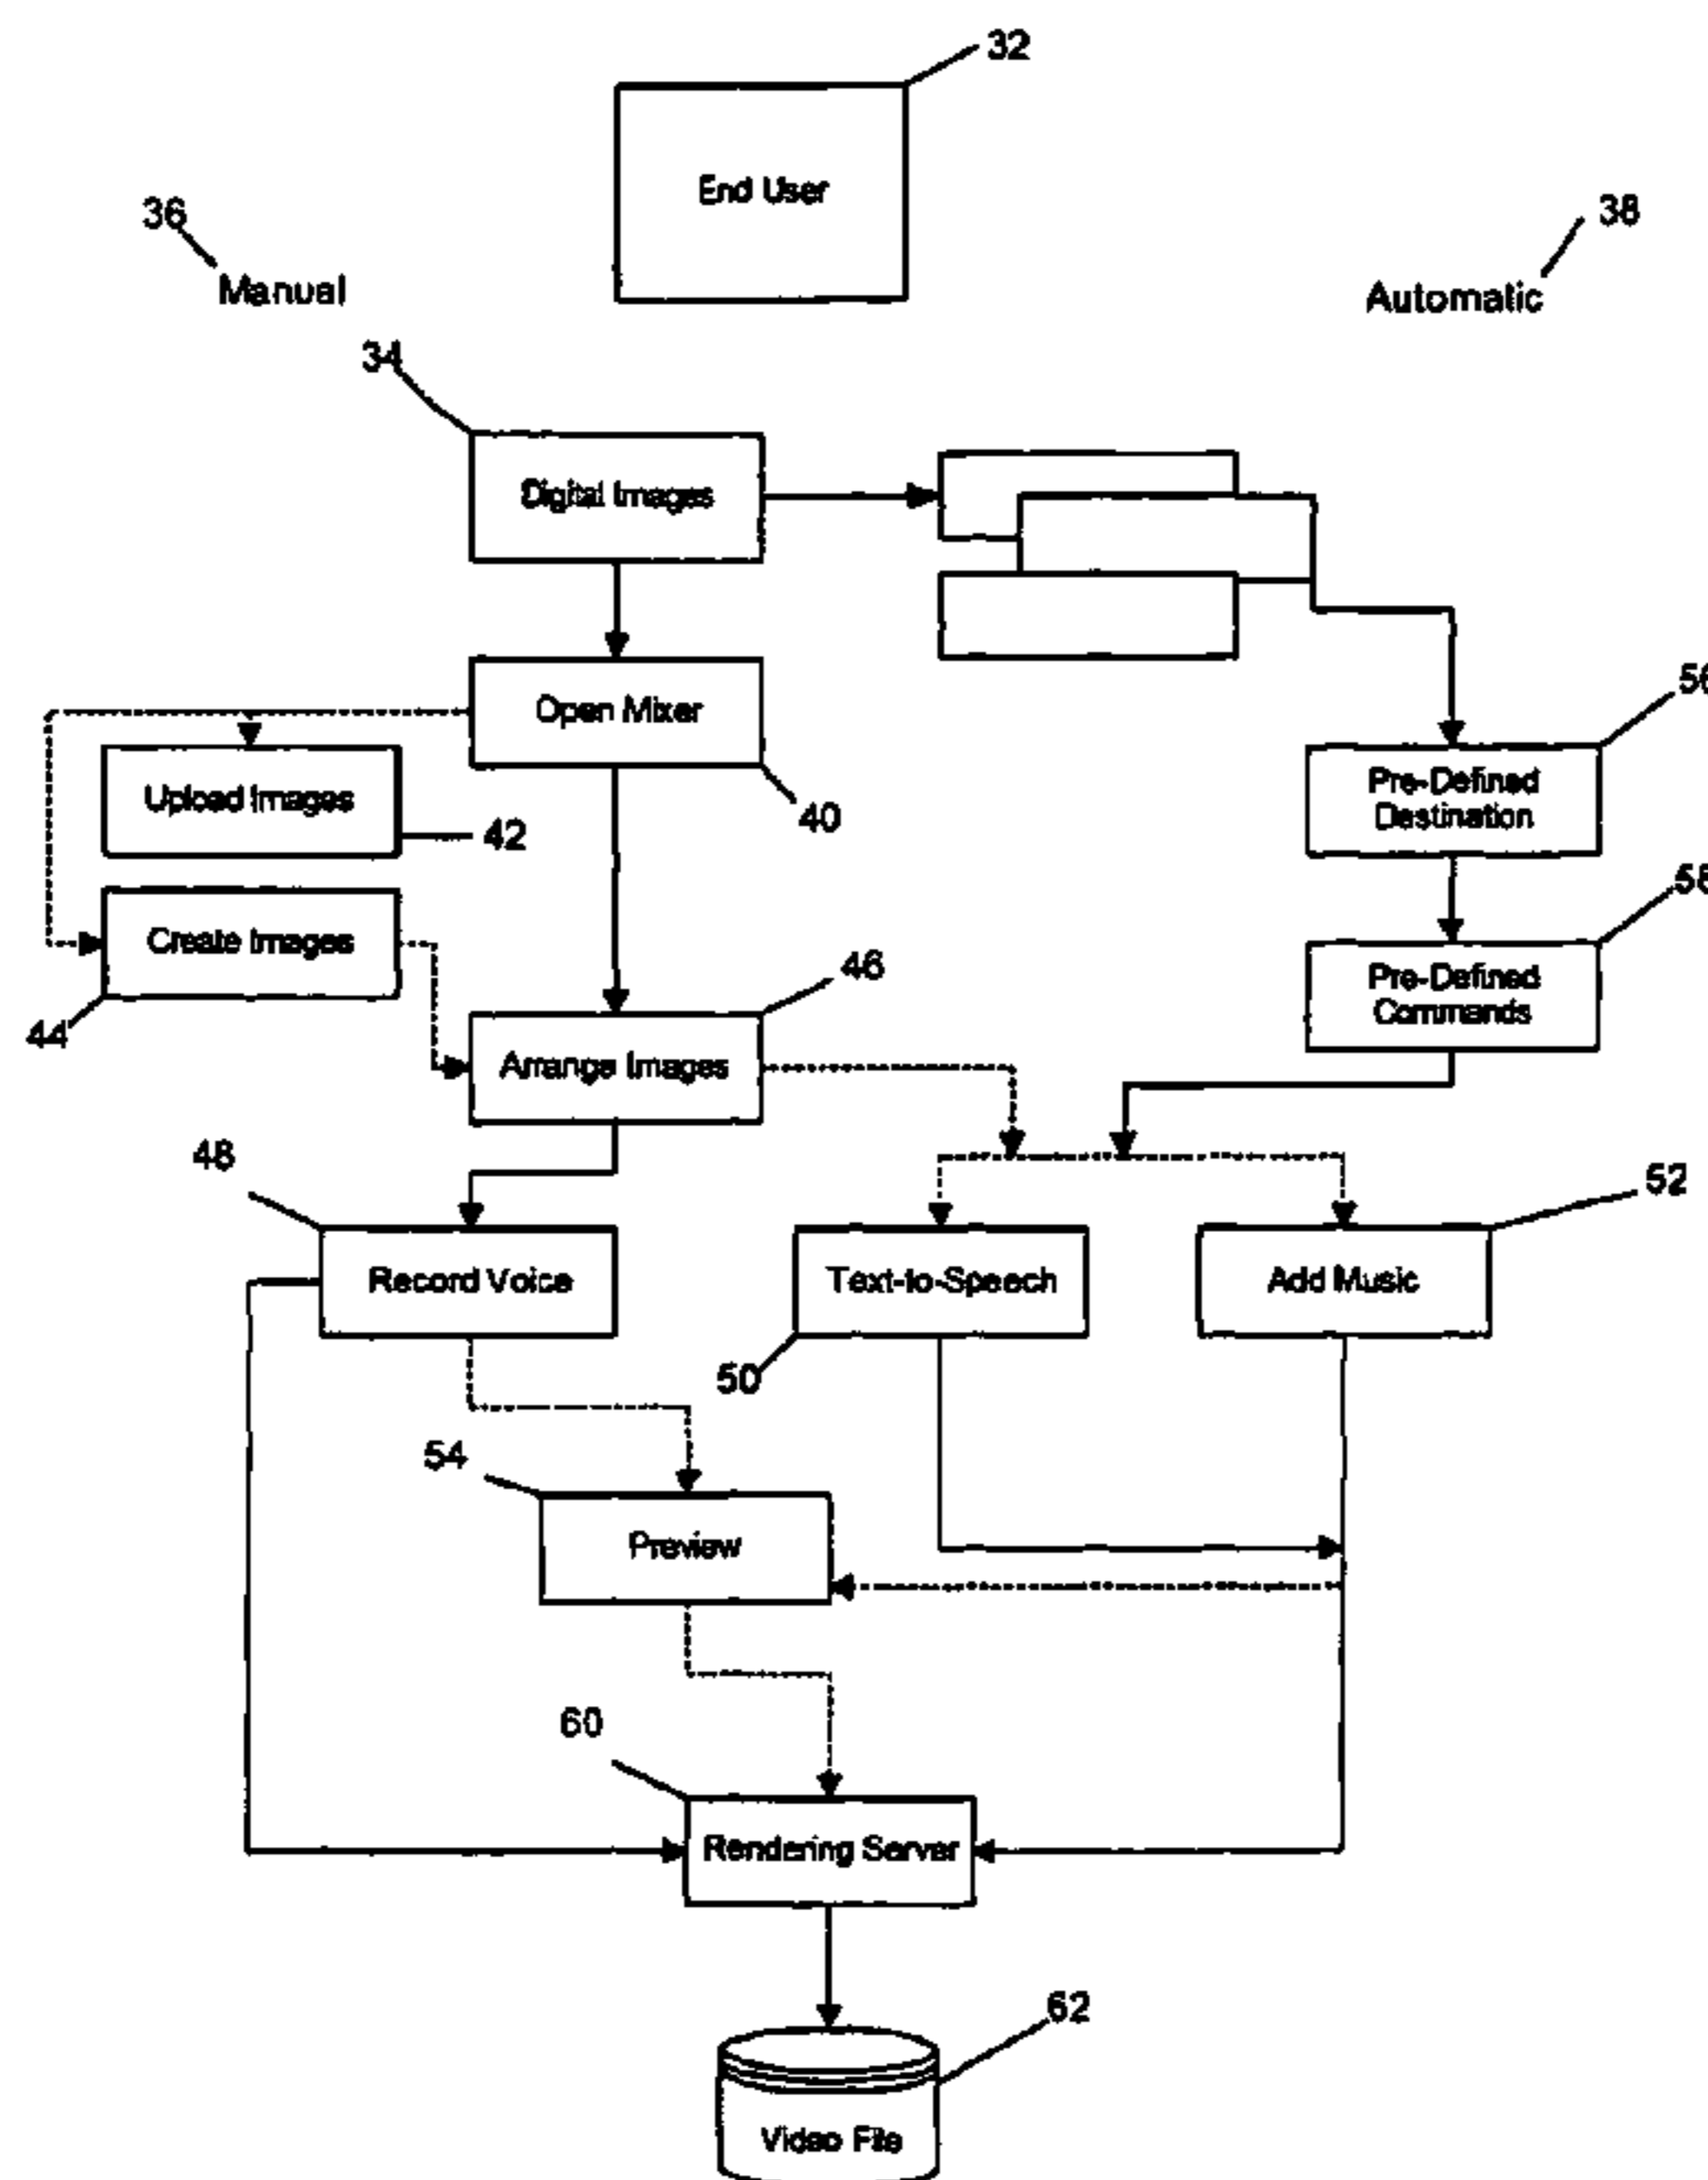 32
End User
36
Manual
38
Automatic
34
Digital Images
Open Mixer
40
56
Pre-Defined
Destination
Upload Images
42
58
Pre-Defined
Commands
Create Images
44
46
Arrange Images
48
Record Voice
Text-to-Speech
50
52
Add Music
54
Preview
60
Rendering Server
62
Video File